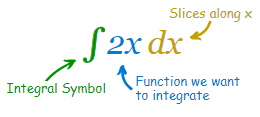 Slices along x
∫ 2x dx
Integral Symbol
Function we want
to integrate